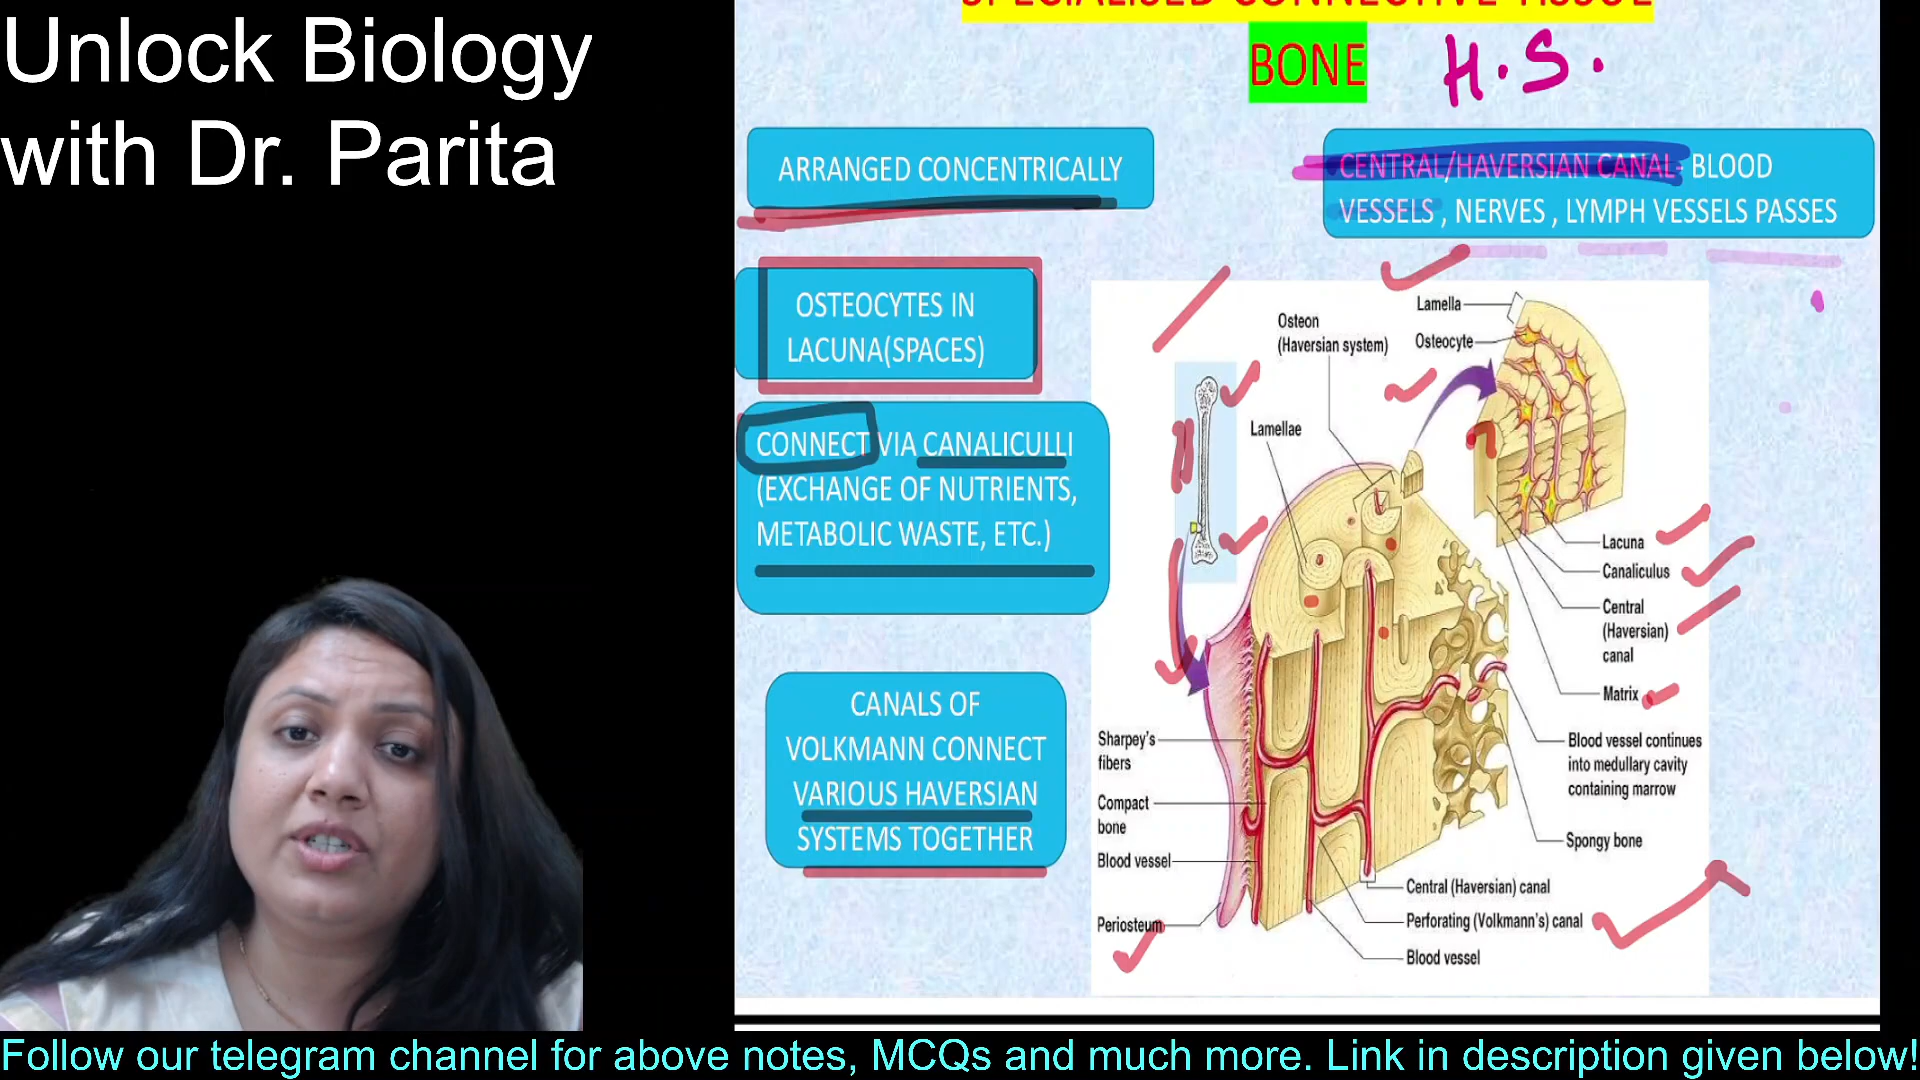 Unlock Biology
with Dr. Parita
SPECIALISED CONNECTIVE TISSUE
BONE H.S.
ARRANGED CONCENTRICALLY
CENTRAL/HAVERSIAN CANAL- BLOOD
VESSELS , NERVES , LYMPH VESSELS PASSES
OSTEOCYTES IN
LACUNA(SPACES)
CONNECT VIA CANALICULLI
(EXCHANGE OF NUTRIENTS,
METABOLIC WASTE, ETC.)
CANALS OF
VOLKMANN CONNECT
VARIOUS HAVERSIAN
SYSTEMS TOGETHER
Lamella
Osteon
(Haversian system)
Osteocyte
Lamellae
Lacuna
Canaliculus
Central
(Haversian)
canal
Matrix
Sharpey's
fibers
Blood vessel continues
into medullary cavity
containing marrow
Compact
bone
Spongy bone
Blood vessel
Central (Haversian) canal
Perforating (Volkmann's) canal
Periosteum
Blood vessel
Follow our telegram channel for above notes, MCQs and much more. Link in description given below!